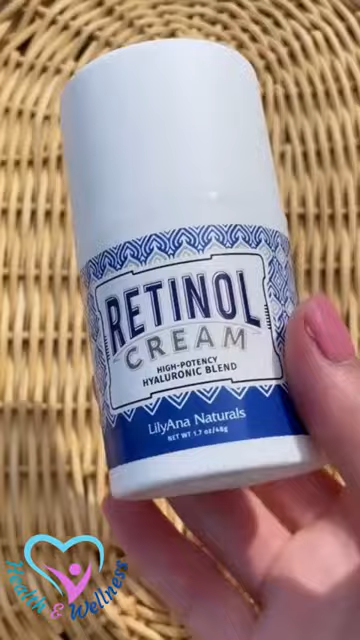 RETINOL
CREAM
HIGH-POTENCY
HYALURONIC BLEND
LilyAna Naturals
NET WT 1.7 oz/48g
Health & Wellness